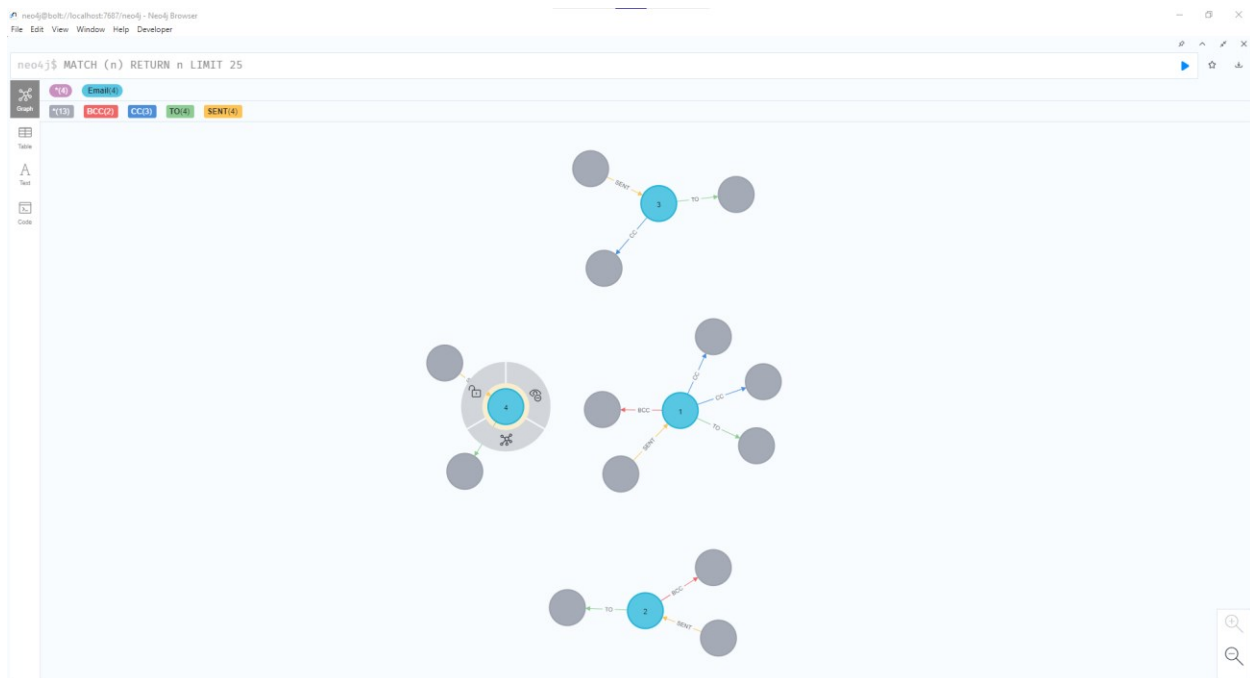 neo4j@bolt://localhost:7687/neo4j - Neo4j Browser
File Edit View Window Help Developer
neo4j$ MATCH (n) RETURN n LIMIT 25
*(4) Email(4)
*(13) BCC(2) CC(3) TO(4) SENT(4)
Graph
Table
A
Text
Code
SENT
3
TO
CC
CC
4
CC
BCC
1
TO
SENT
BCC
TO
2
SENT